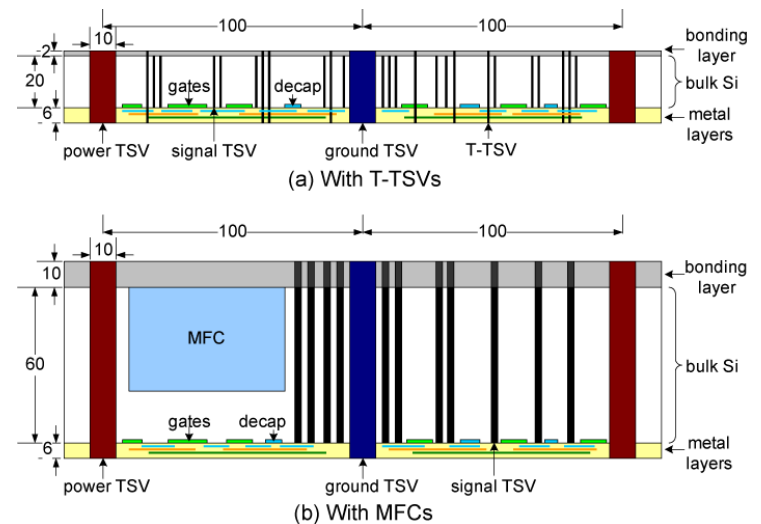 100
100
10
bonding
layer
2
20
gates
decap
bulk Si
6
metal
layers
power TSV
signal TSV
ground TSV
T-TSV
(a) With T-TSVs
100
100
10
bonding
layer
10
MFC
60
bulk Si
gates
decap
6
metal
layers
power TSV
ground TSV
signal TSV
(b) With MFCs